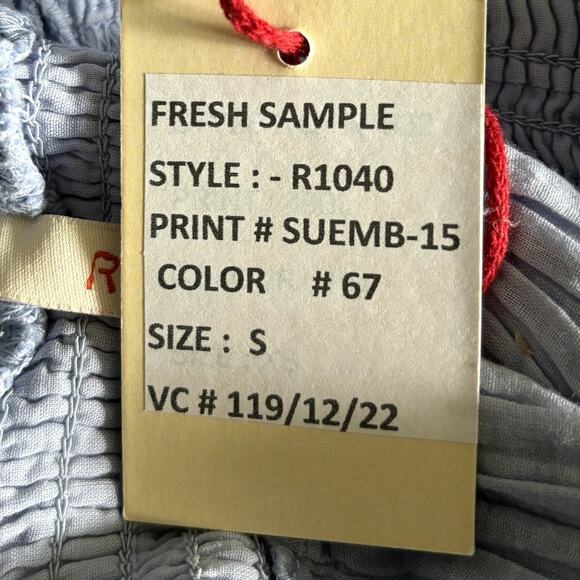 FRESH SAMPLE
STYLE : - R1040
PRINT # SUEMB-15
COLOR # 67
SIZE : S
VC # 119/12/22
R